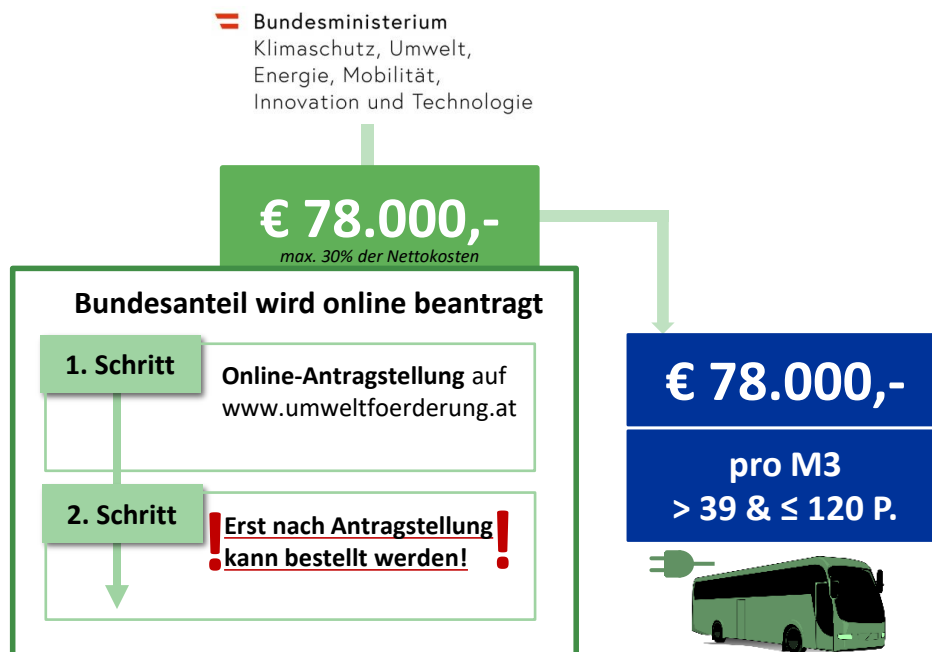 Bundesministerium
Klimaschutz, Umwelt,
Energie, Mobilität,
Innovation und Technologie
€ 78.000,-
max. 30% der Nettokosten
Bundesanteil wird online beantragt
1. Schritt
Online-Antragstellung auf
www.umweltfoerderung.at
2. Schritt
! Erst nach Antragstellung !
kann bestellt werden!
€ 78.000,-
pro M3
> 39 & ≤ 120 P.